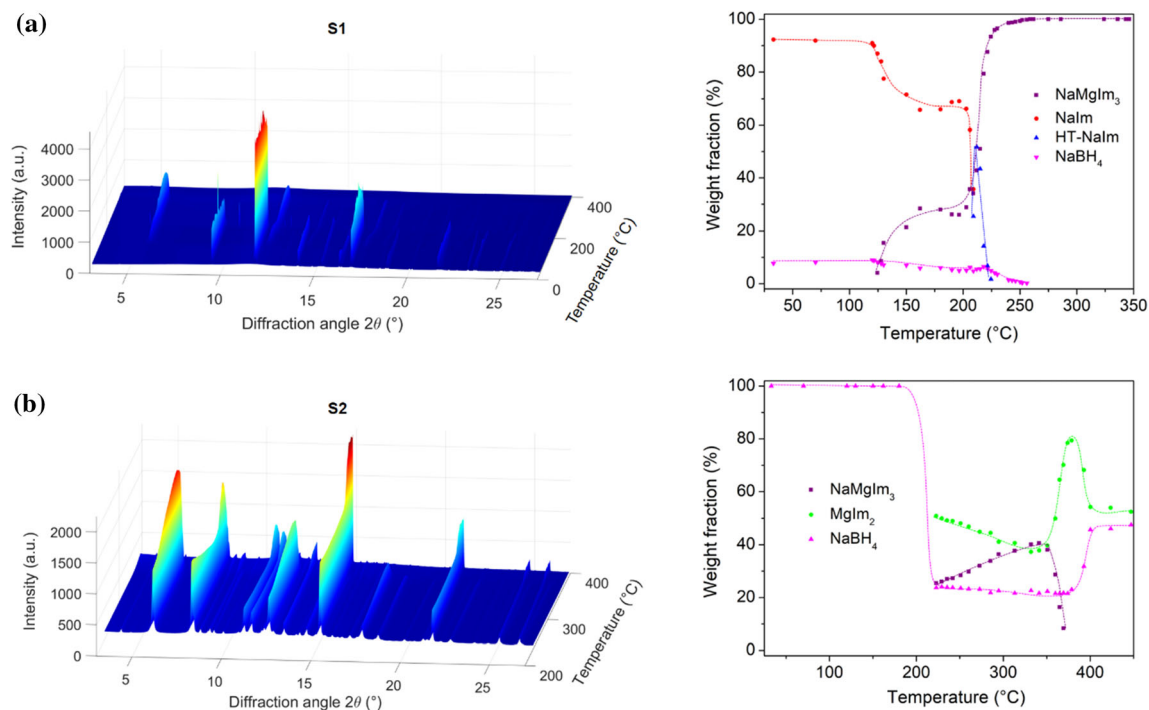 (a)
S1
Intensity (a.u.)
4000
3000
2000
1000
0
5
10
15
20
25
Diffraction angle 2θ (°)
400
200
0
Temperature (°C)
Weight fraction (%)
100
80
60
40
20
0
NaMgIm₃
NaIm
HT-NaIm
NaBH₄
50
100
150
200
250
300
350
Temperature (°C)
(b)
S2
Intensity (a.u.)
2000
1500
1000
500
0
5
10
15
20
25
Diffraction angle 2θ (°)
400
300
200
Temperature (°C)
Weight fraction (%)
100
80
60
40
20
0
NaMgIm₃
MgIm₂
NaBH₄
100
200
300
400
Temperature (°C)